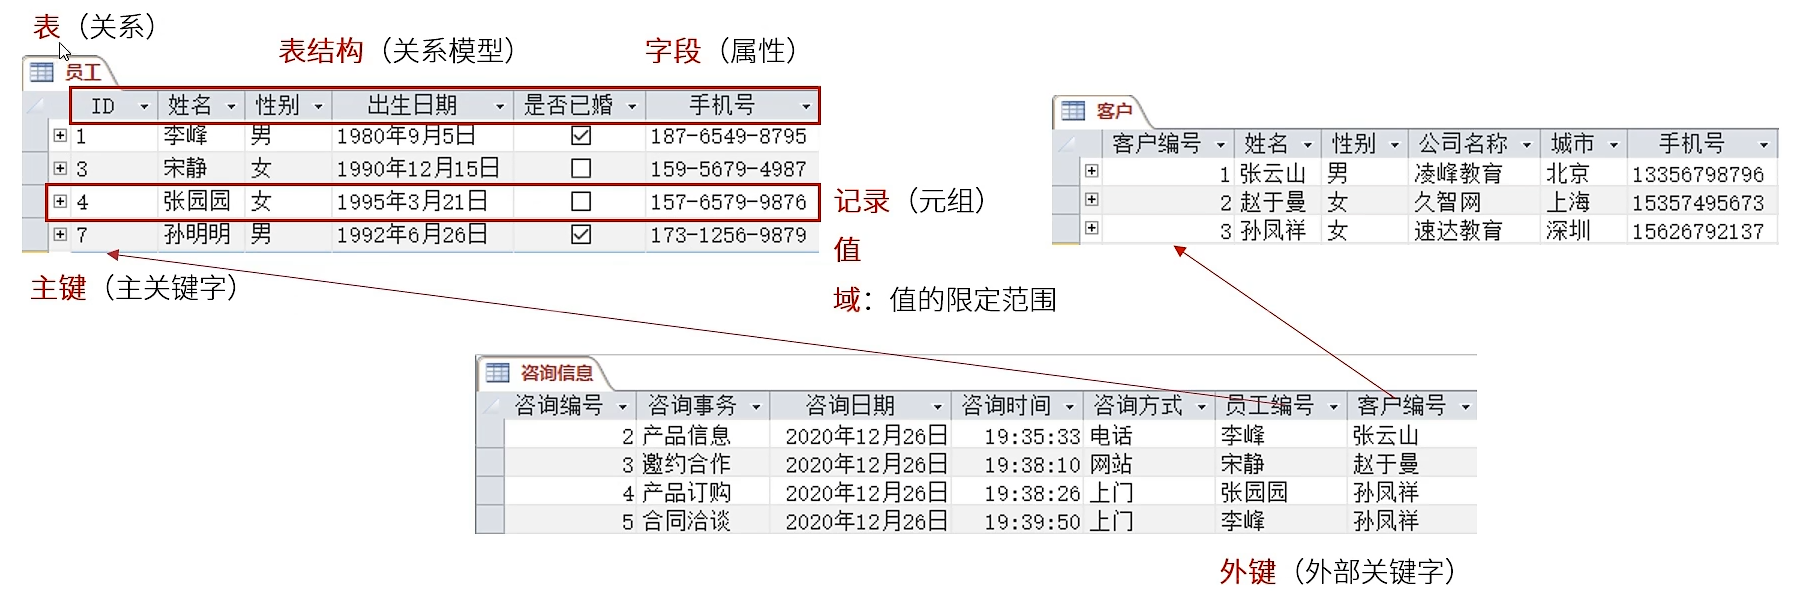 表（关系）
表结构（关系模型）
字段（属性）
员工
ID 姓名 性别 出生日期 是否已婚 手机号
1 李峰 男 1980年9月5日 187-6549-8795
3 宋静 女 1990年12月15日 159-5679-4987
4 张园园 女 1995年3月21日 157-6579-9876
7 孙明明 男 1992年6月26日 173-1256-9879
主键（主关键字）
记录（元组）
值
域：值的限定范围
客户
客户编号 姓名 性别 公司名称 城市 手机号
1 张云山 男 凌峰教育 北京 13356798796
2 赵于曼 女 久智网 上海 15357495673
3 孙凤祥 女 速达教育 深圳 15626792137
咨询信息
咨询编号 咨询事务 咨询日期 咨询时间 咨询方式 员工编号 客户编号
2 产品信息 2020年12月26日 19:35:33 电话 李峰 张云山
3 邀约合作 2020年12月26日 19:38:10 网站 宋静 赵于曼
4 产品订购 2020年12月26日 19:38:26 上门 张园园 孙凤祥
5 合同洽谈 2020年12月26日 19:39:50 上门 李峰 孙凤祥
外键（外部关键字）